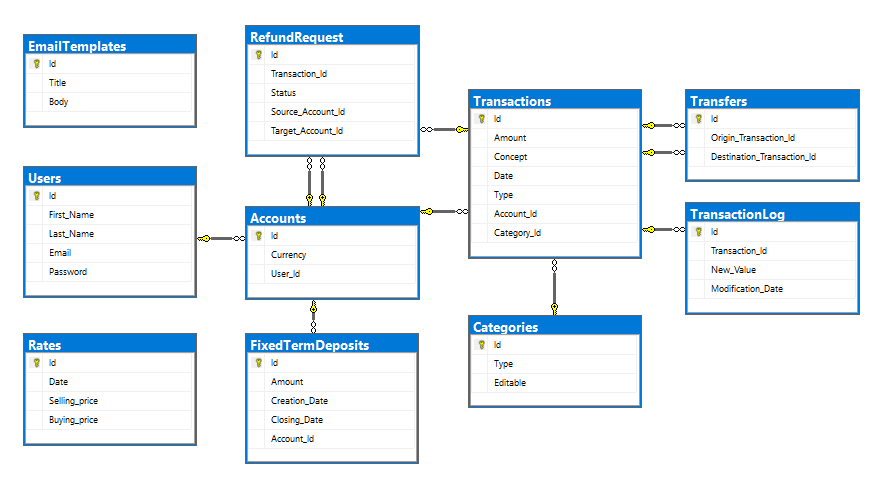 EmailTemplates
Id
Title
Body
RefundRequest
Id
Transaction_Id
Status
Source_Account_Id
Target_Account_Id
Transactions
Id
Amount
Concept
Date
Type
Account_Id
Category_Id
Transfers
Id
Origin_Transaction_Id
Destination_Transaction_Id
Users
Id
First_Name
Last_Name
Email
Password
Accounts
Id
Currency
User_Id
TransactionLog
Id
Transaction_Id
New_Value
Modification_Date
Rates
Id
Date
Selling_price
Buying_price
FixedTermDeposits
Id
Amount
Creation_Date
Closing_Date
Account_Id
Categories
Id
Type
Editable